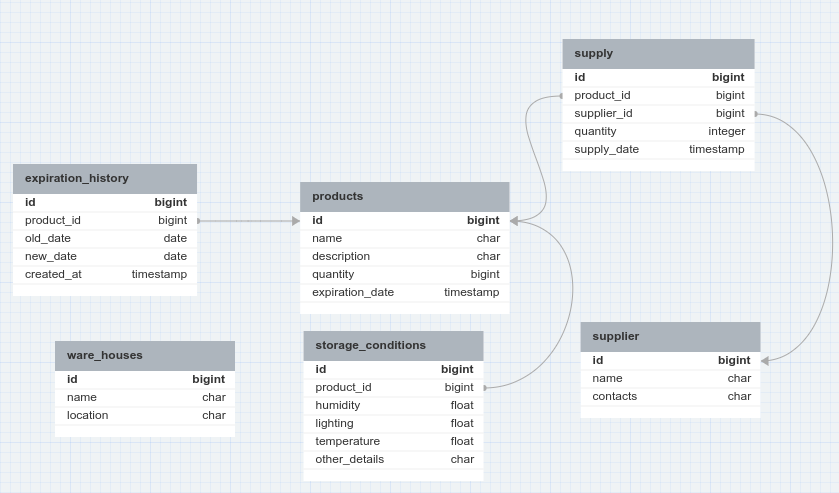 supply
id bigint
product_id bigint
supplier_id bigint
quantity integer
supply_date timestamp
expiration_history
id bigint
product_id bigint
old_date date
new_date date
created_at timestamp
products
id bigint
name char
description char
quantity bigint
expiration_date timestamp
ware_houses
id bigint
name char
location char
storage_conditions
id bigint
product_id bigint
humidity float
lighting float
temperature float
other_details char
supplier
id bigint
name char
contacts char